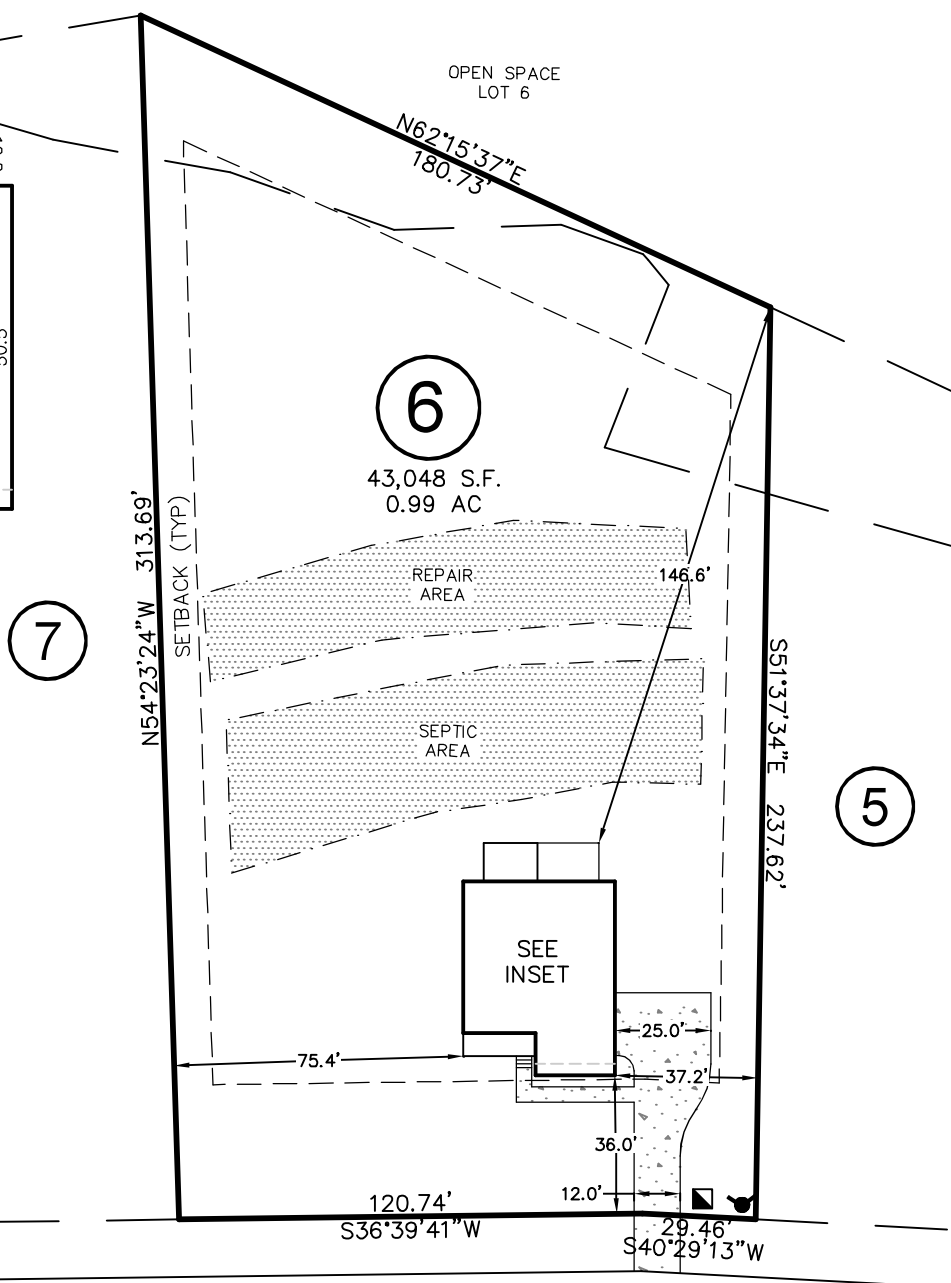 OPEN SPACE
LOT 6
N62°15'37"E
180.73'
6
43,048 S.F.
0.99 AC
N54°23'24"W 313.69'
SETBACK (TYP)
REPAIR
AREA
146.6'
7
S51°37'34"E 237.62'
SEPTIC
AREA
5
SEE
INSET
25.0'
75.4'
37.2'
36.0'
12.0'
120.74'
S36°39'41"W
29.46'
S40°29'13"W